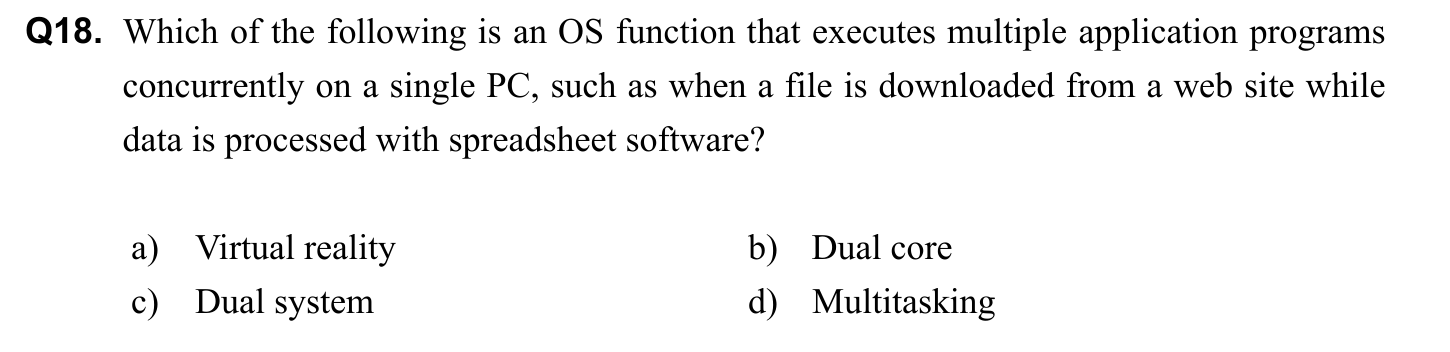 Q18. Which of the following is an OS function that executes multiple application programs
concurrently on a single PC, such as when a file is downloaded from a web site while
data is processed with spreadsheet software?
a) Virtual reality b) Dual core
c) Dual system d) Multitasking